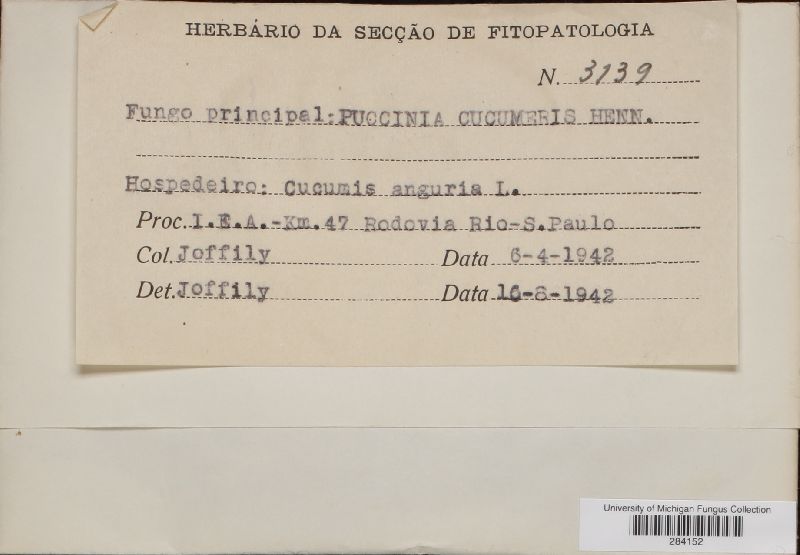 HERBÁRIO DA SECÇÃO DE FITOPATOLOGIA
N. 3139
Fungo principal: PUCCINIA CUCUMERIS HENN.
Hospedeiro: Cucumis anguria L.
Proc. I.E.A.-Km.47 Rodovia Rio-S.Paulo
Col. Joffily Data 6-4-1942
Det. Joffily Data 16-8-1942
University of Michigan Fungus Collection
284152